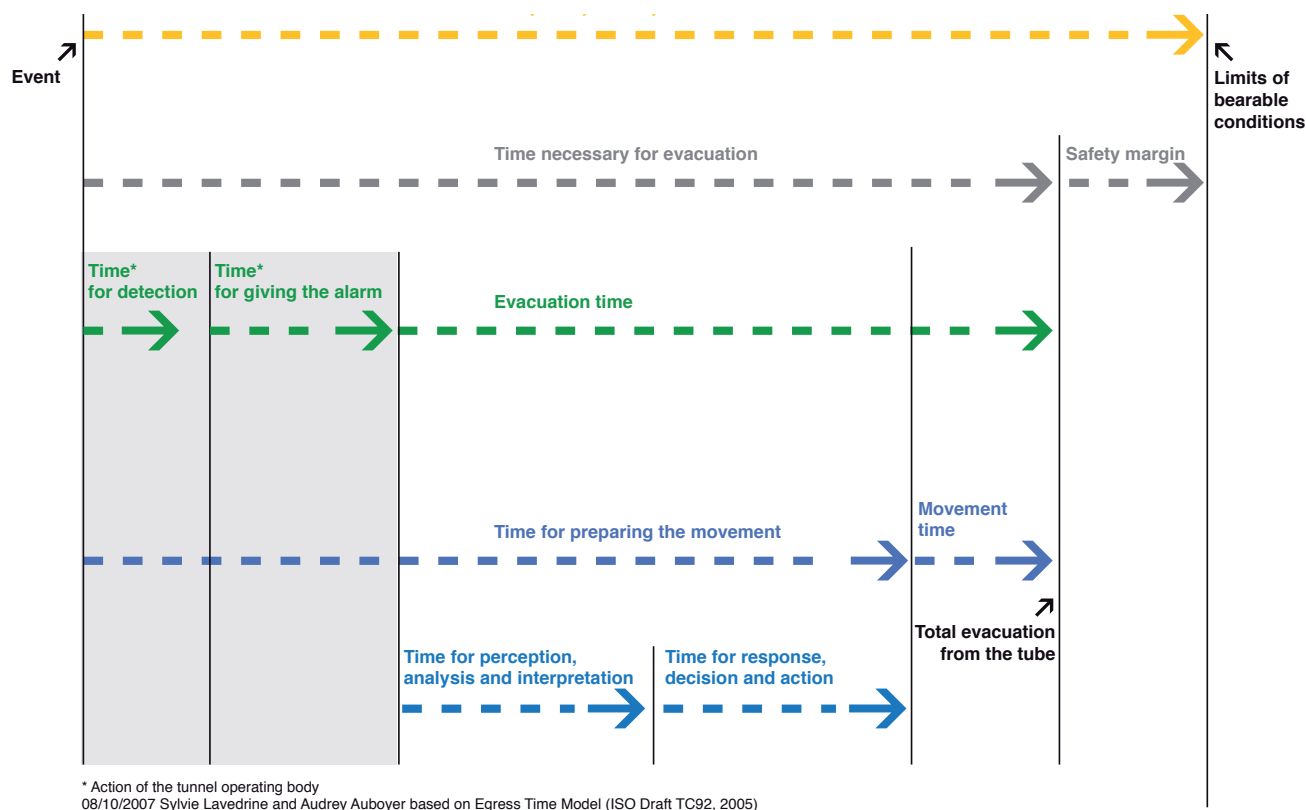 Event
Limits of
bearable
conditions
Time necessary for evacuation
Safety margin
Time*
for detection
Time*
for giving the alarm
Evacuation time
Time for preparing the movement
Movement
time
Total evacuation
from the tube
Time for perception,
analysis and interpretation
Time for response,
decision and action
* Action of the tunnel operating body
08/10/2007 Sylvie Lavedrine and Audrey Auboyer based on Egress Time Model (ISO Draft TC92, 2005)